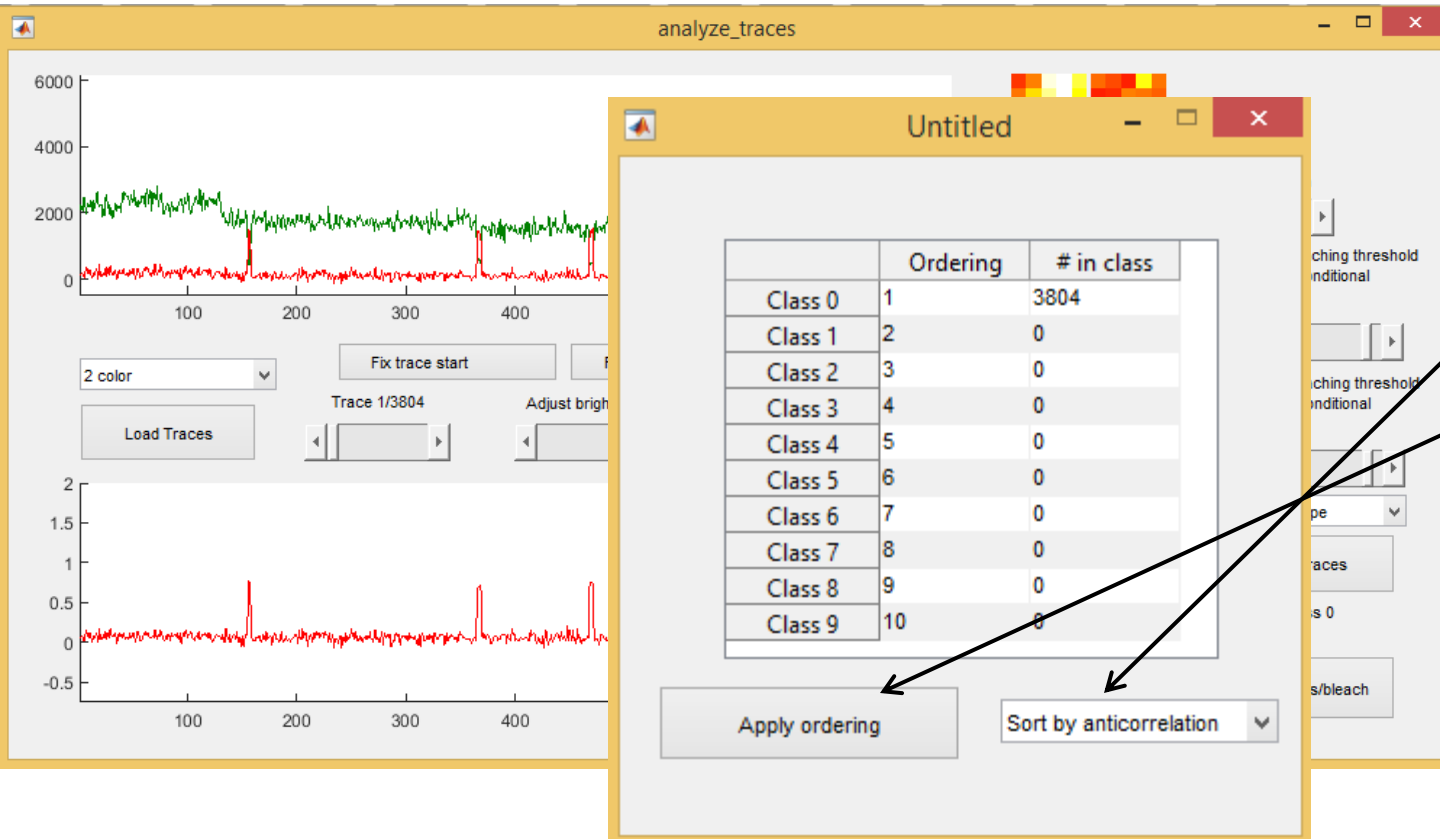 analyze_traces
6000
4000
2000
0
100 200 300 400
2 color
Fix trace start
Trace 1/3804
Adjust brigh
Load Traces
2
1.5
1
0.5
0
-0.5
100 200 300 400
Untitled
Ordering # in class
Class 0 1 3804
Class 1 2 0
Class 2 3 0
Class 3 4 0
Class 4 5 0
Class 5 6 0
Class 6 7 0
Class 7 8 0
Class 8 9 0
Class 9 10 0
Apply ordering
Sort by anticorrelation
ching threshold
nditional
ching threshold
nditional
pe
races
s 0
s/bleach